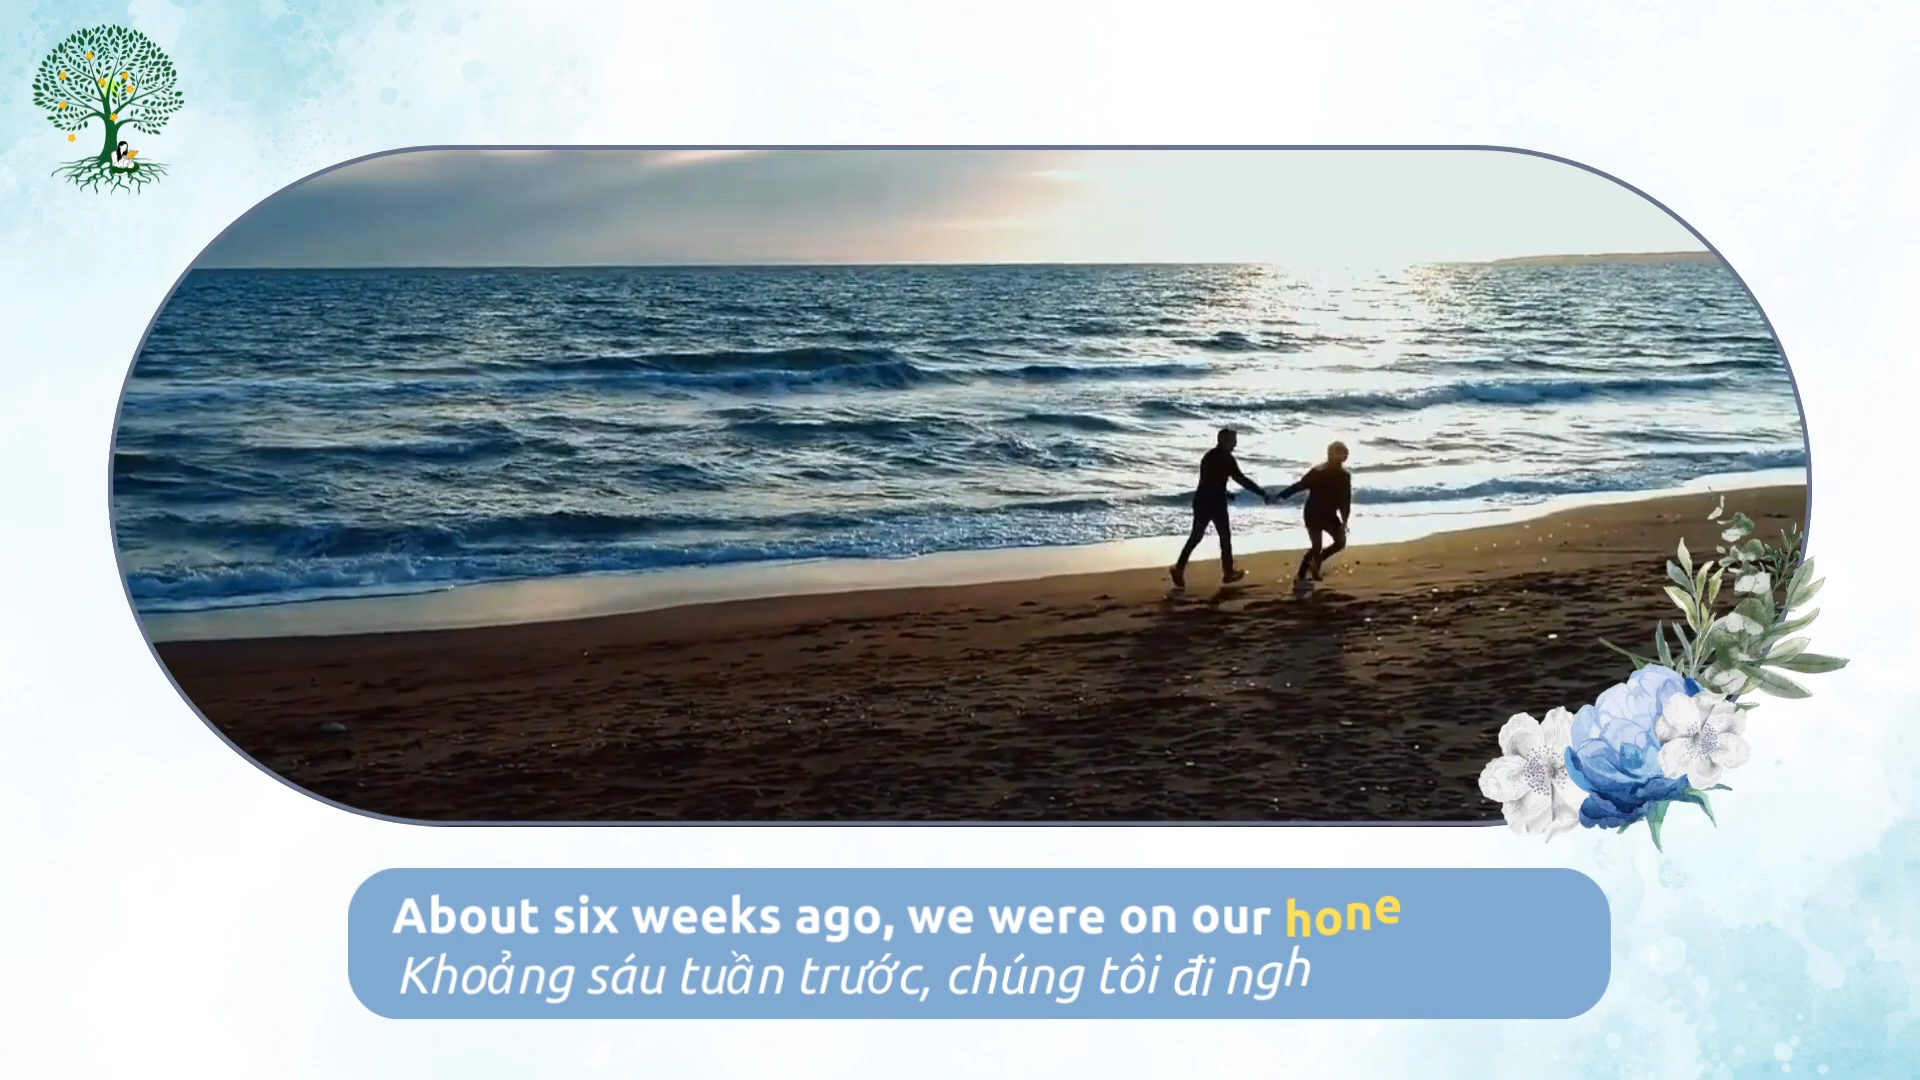 About six weeks ago, we were on our hone
Khoảng sáu tuần trước, chúng tôi đi ngh